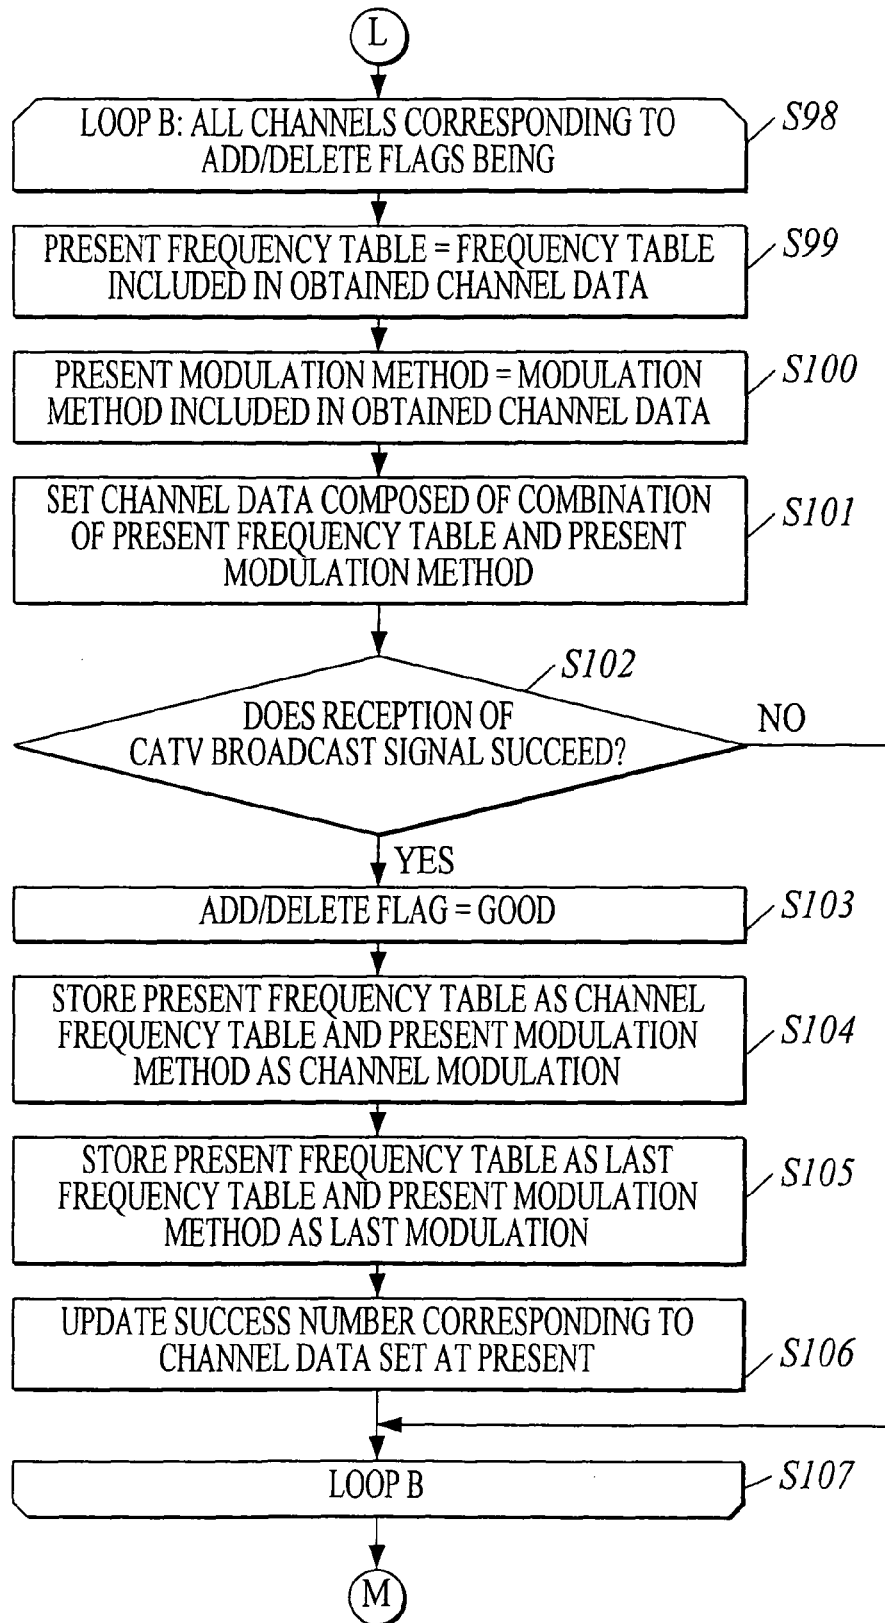 L
LOOP B: ALL CHANNELS CORRESPONDING TO
ADD/DELETE FLAGS BEING
S98
PRESENT FREQUENCY TABLE = FREQUENCY TABLE
INCLUDED IN OBTAINED CHANNEL DATA
S99
PRESENT MODULATION METHOD = MODULATION
METHOD INCLUDED IN OBTAINED CHANNEL DATA
S100
SET CHANNEL DATA COMPOSED OF COMBINATION
OF PRESENT FREQUENCY TABLE AND PRESENT
MODULATION METHOD
S101
S102
DOES RECEPTION OF
CATV BROADCAST SIGNAL SUCCEED?
NO
YES
ADD/DELETE FLAG = GOOD
S103
STORE PRESENT FREQUENCY TABLE AS CHANNEL
FREQUENCY TABLE AND PRESENT MODULATION
METHOD AS CHANNEL MODULATION
S104
STORE PRESENT FREQUENCY TABLE AS LAST
FREQUENCY TABLE AND PRESENT MODULATION
METHOD AS LAST MODULATION
S105
UPDATE SUCCESS NUMBER CORRESPONDING TO
CHANNEL DATA SET AT PRESENT
S106
LOOP B
S107
M